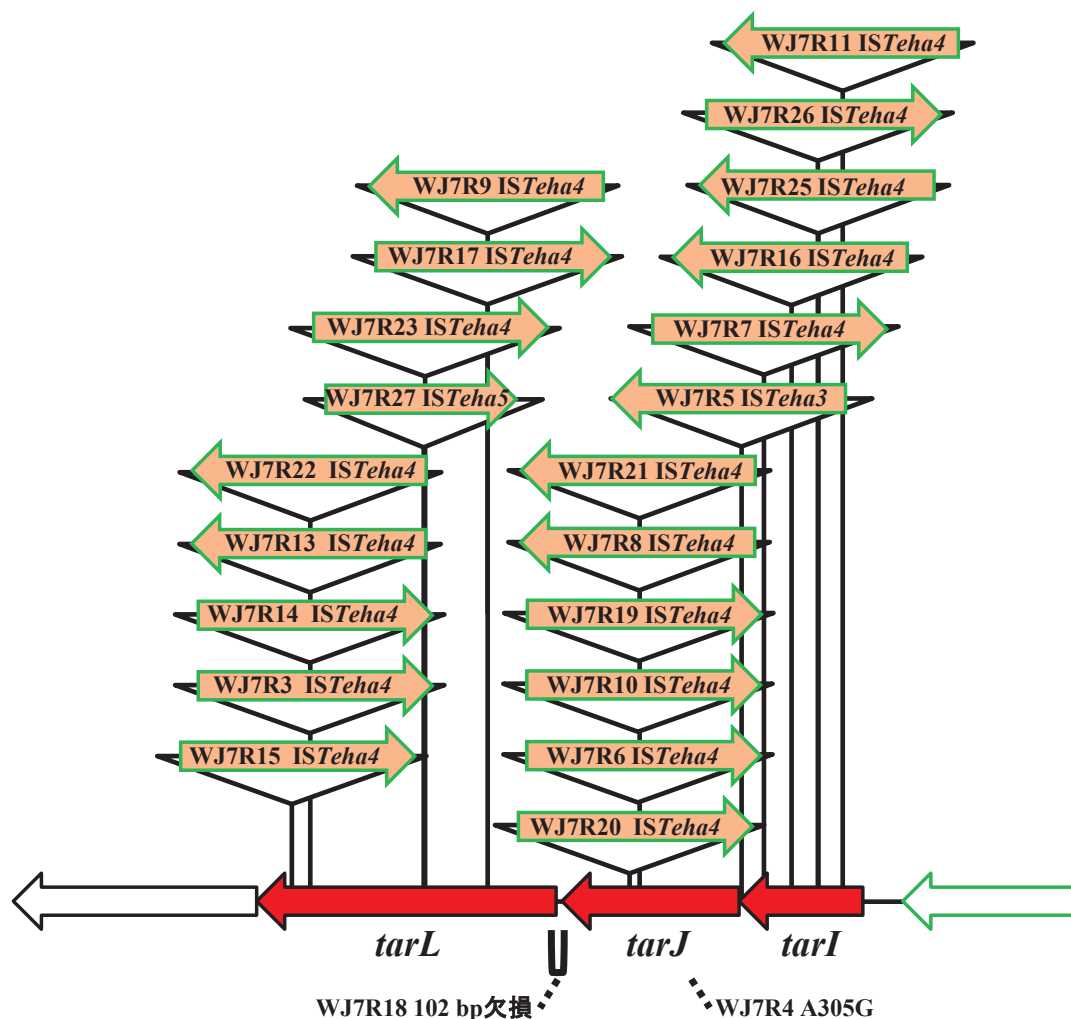 WJ7R11 ISTeha4
WJ7R26 ISTeha4
WJ7R9 ISTeha4
WJ7R25 ISTeha4
WJ7R17 ISTeha4
WJ7R16 ISTeha4
WJ7R23 ISTeha4
WJ7R7 ISTeha4
WJ7R27 ISTeha5
WJ7R5 ISTeha3
WJ7R22 ISTeha4
WJ7R21 ISTeha4
WJ7R13 ISTeha4
WJ7R8 ISTeha4
WJ7R14 ISTeha4
WJ7R19 ISTeha4
WJ7R3 ISTeha4
WJ7R10 ISTeha4
WJ7R15 ISTeha4
WJ7R6 ISTeha4
WJ7R20 ISTeha4
tarL
tarJ
tarI
WJ7R18 102 bp欠損
WJ7R4 A305G